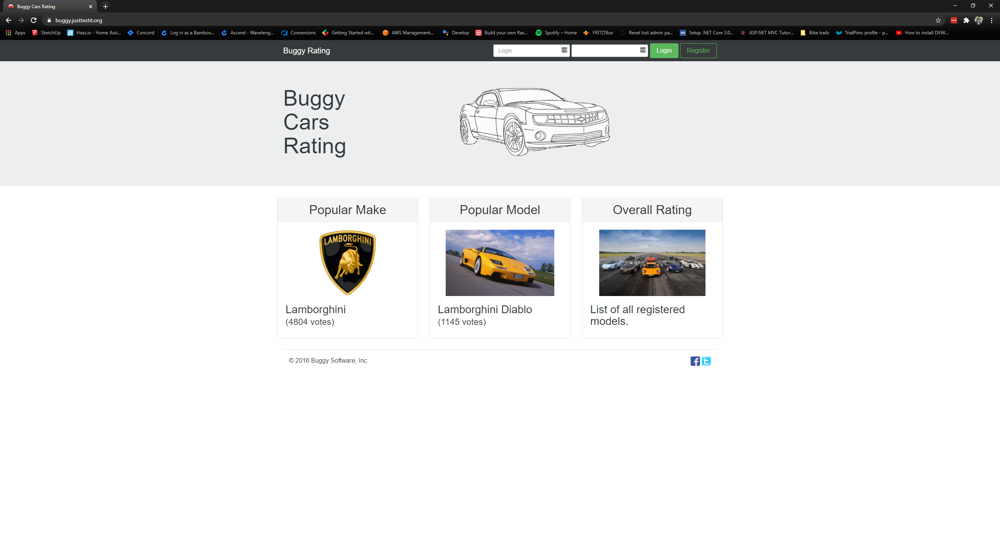 Buggy Cars Rating
buggy.justtestit.org
Apps SketchUp Hass.io - Home Assi... Concord Log in as a Bamboo... Ascend - Waveleng... Conversions Getting Started wit... AWS Management... Develop Build your own Ras... Spotify – Home FRITZ!Box Reset lost admin pa... EDI Setup .NET Core 3.0... ASP.NET MVC Tutor... Bike trails TrialPims profile - p... How to install DVW...
Buggy Rating Login Login Register
Buggy
Cars
Rating
Popular Make Popular Model Overall Rating
LAMBORGHINI
Lamborghini
(4804 votes)
Lamborghini Diablo
(1145 votes)
List of all registered
models.
© 2016 Buggy Software, Inc.